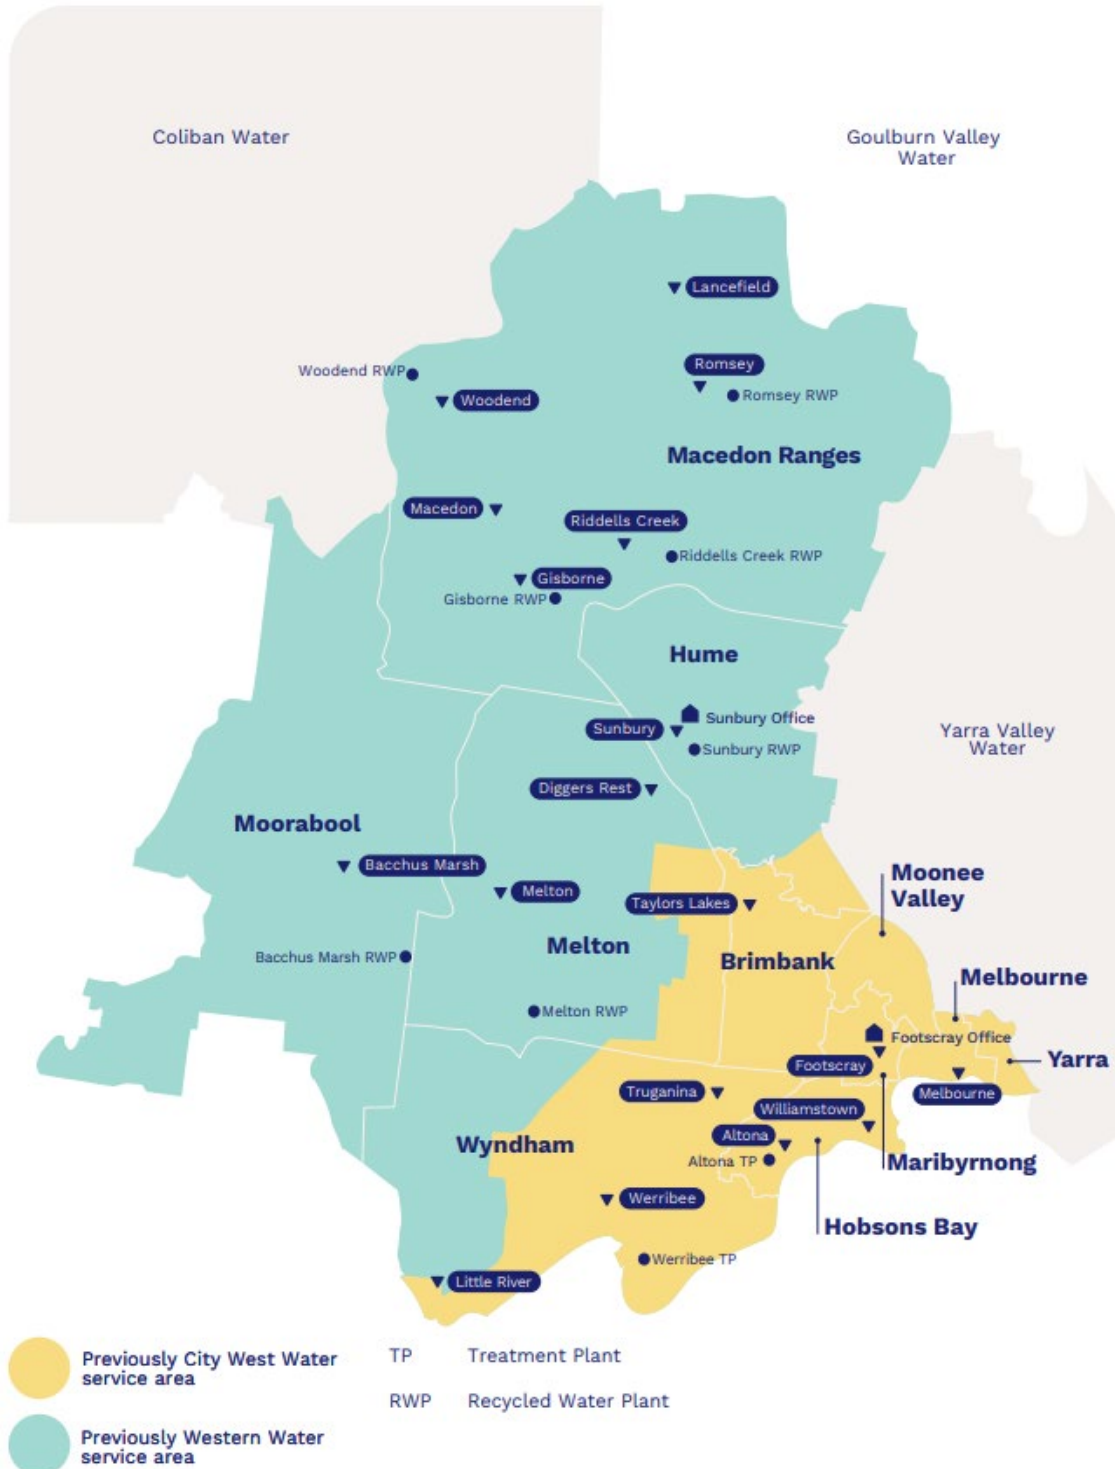 Coliban Water
Goulburn Valley
Water
Lancefield
Romsey
Woodend RWP
Woodend
Romsey RWP
Macedon Ranges
Macedon
Riddells Creek
Riddells Creek RWP
Gisborne
Gisborne RWP
Hume
Sunbury Office
Sunbury
Yarra Valley
Water
Sunbury RWP
Diggers Rest
Moorabool
Bacchus Marsh
Moonee
Valley
Melton
Taylors Lakes
Melton
Brimbank
Bacchus Marsh RWP
Melbourne
Melton RWP
Footscray Office
Footscray
Yarra
Truganina
Melbourne
Williamstown
Altona
Wyndham
Altona TP
Maribyrnong
Werribee
Hobsons Bay
Werribee TP
Little River
Previously City West Water
service area
TP Treatment Plant
RWP Recycled Water Plant
Previously Western Water
service area